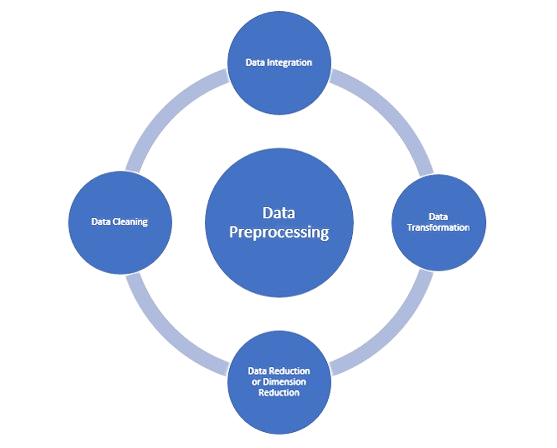 Data Integration
Data Cleaning
Data
Preprocessing
Data
Transformation
Data Reduction
or Dimension
Reduction